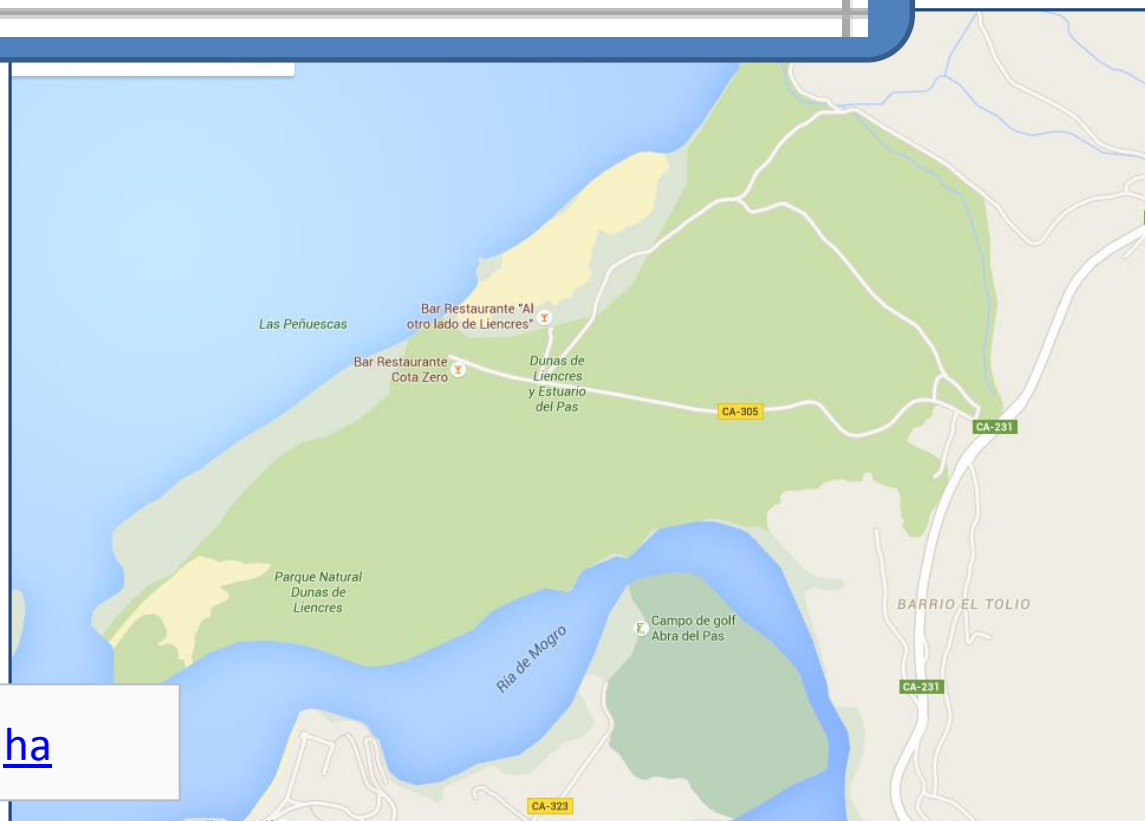 Bar Restaurante "Al
otro lado de Liencres"
Las Peñuescas
Bar Restaurante
Cota Zero
Dunas de
Liencres
y Estuario
del Pas
CA-305
CA-231
Parque Natural
Dunas de
Liencres
BARRIO EL TOLIO
Campo de golf
Abra del Pas
Ría de Mogro
CA-231
ha
CA-323